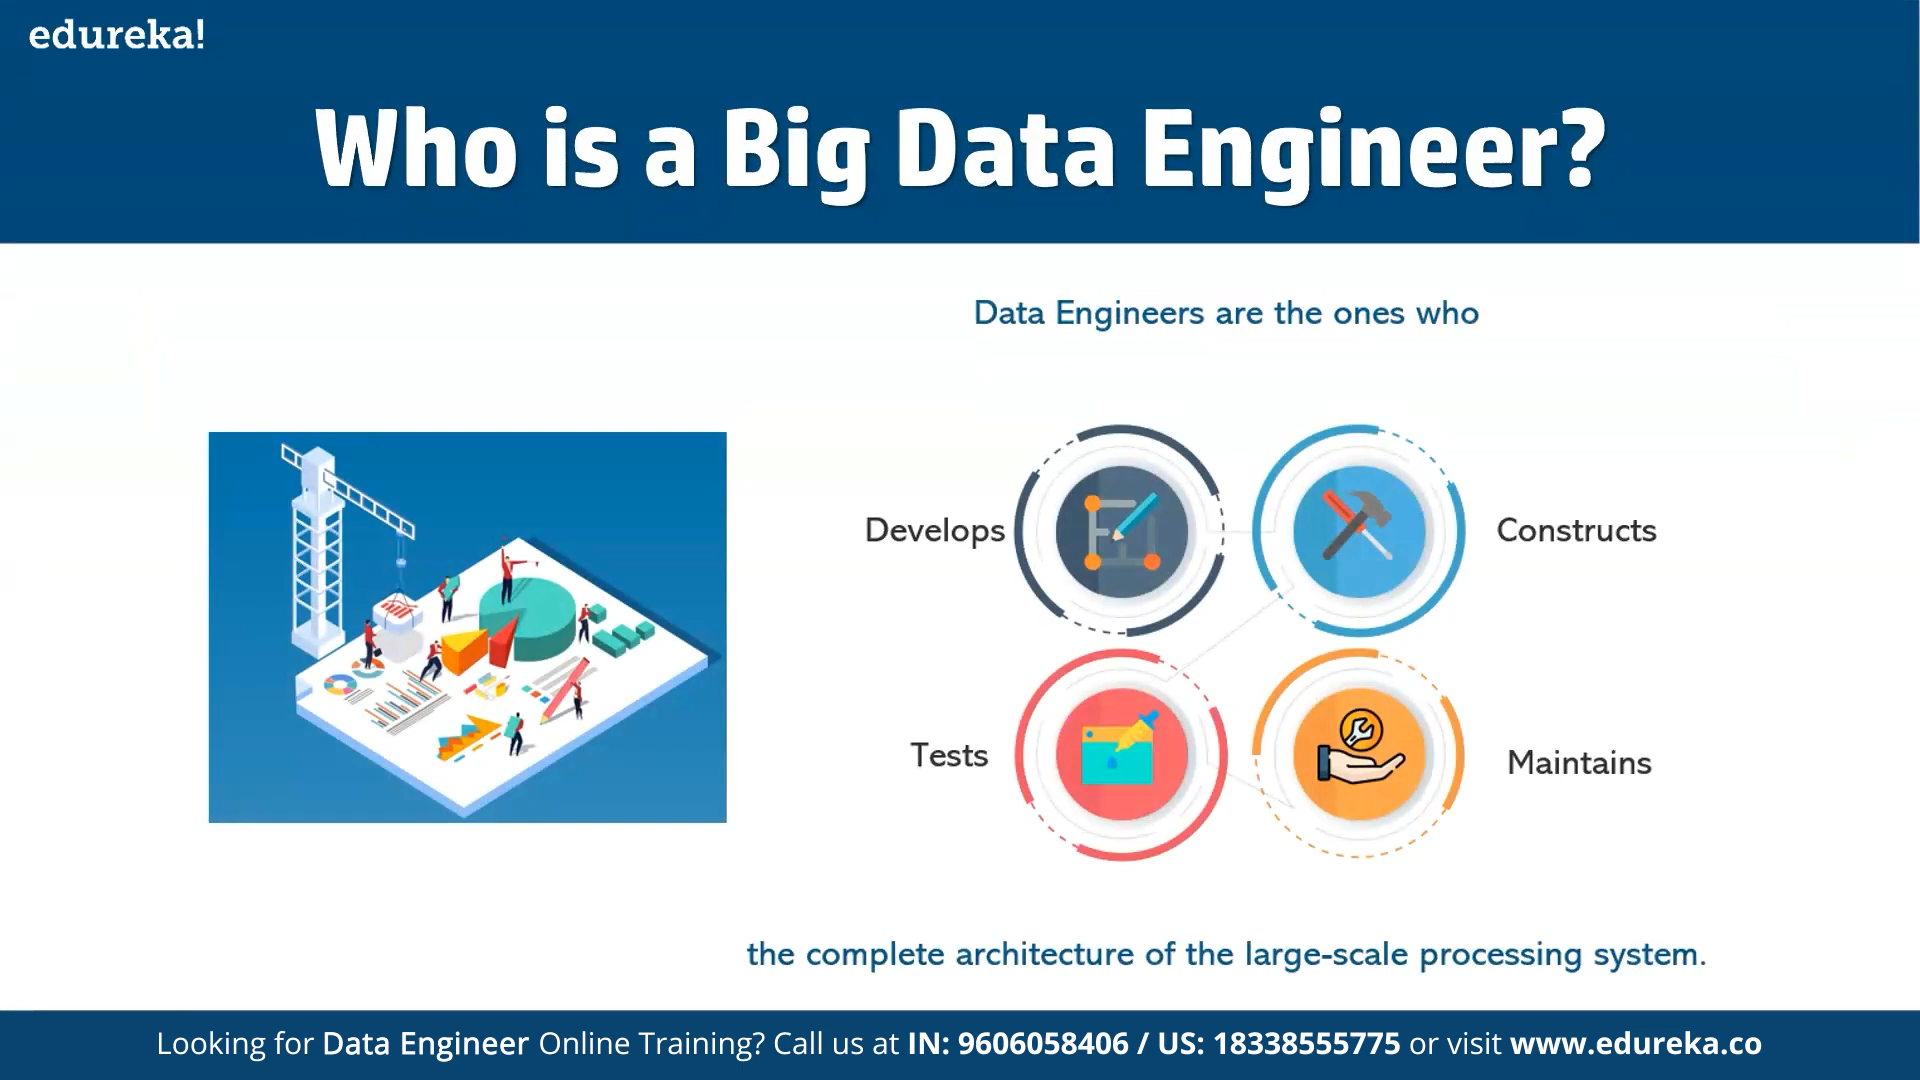 edureka!
Who is a Big Data Engineer?
Data Engineers are the ones who
Develops
Constructs
Tests
Maintains
the complete architecture of the large-scale processing system.
Looking for Data Engineer Online Training? Call us at IN: 9606058406 / US: 18338555775 or visit www.edureka.co